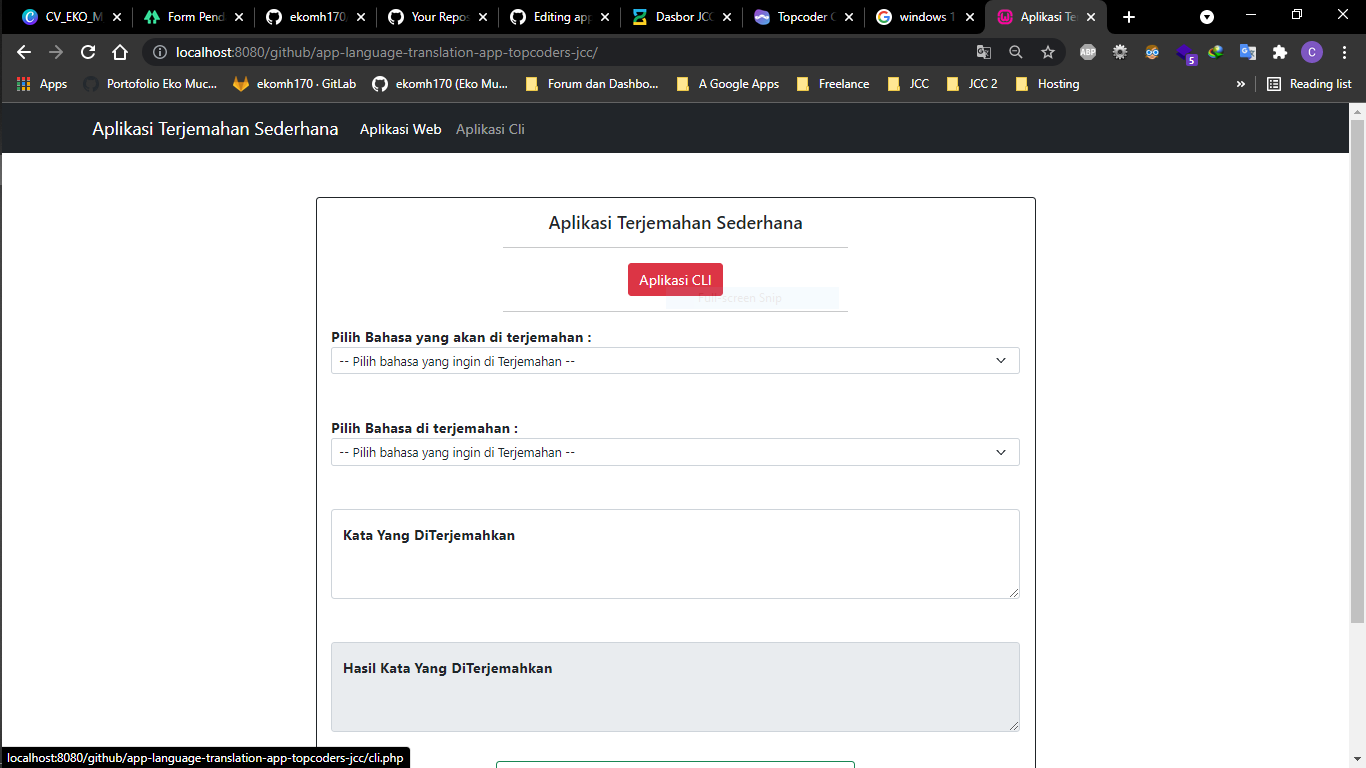 CV_EKO_M
Form Pend
ekomh170
Your Repos
Editing app
Dasbor JCC
Topcoder C
windows 1
Aplikasi Te
localhost:8080/github/app-language-translation-app-topcoders-jcc/
ABP
5
C
Apps
Portofolio Eko Muc...
ekomh170 · GitLab
ekomh170 (Eko Mu...
Forum dan Dashbo...
A Google Apps
Freelance
JCC
JCC 2
Hosting
»
Reading list
Aplikasi Terjemahan Sederhana
Aplikasi Web
Aplikasi Cli
Aplikasi Terjemahan Sederhana
Aplikasi CLI
Full-screen Snip
Pilih Bahasa yang akan di terjemahan :
-- Pilih bahasa yang ingin di Terjemahan --
Pilih Bahasa di terjemahan :
-- Pilih bahasa yang ingin di Terjemahan --
Kata Yang DiTerjemahkan
Hasil Kata Yang DiTerjemahkan
localhost:8080/github/app-language-translation-app-topcoders-jcc/cli.php